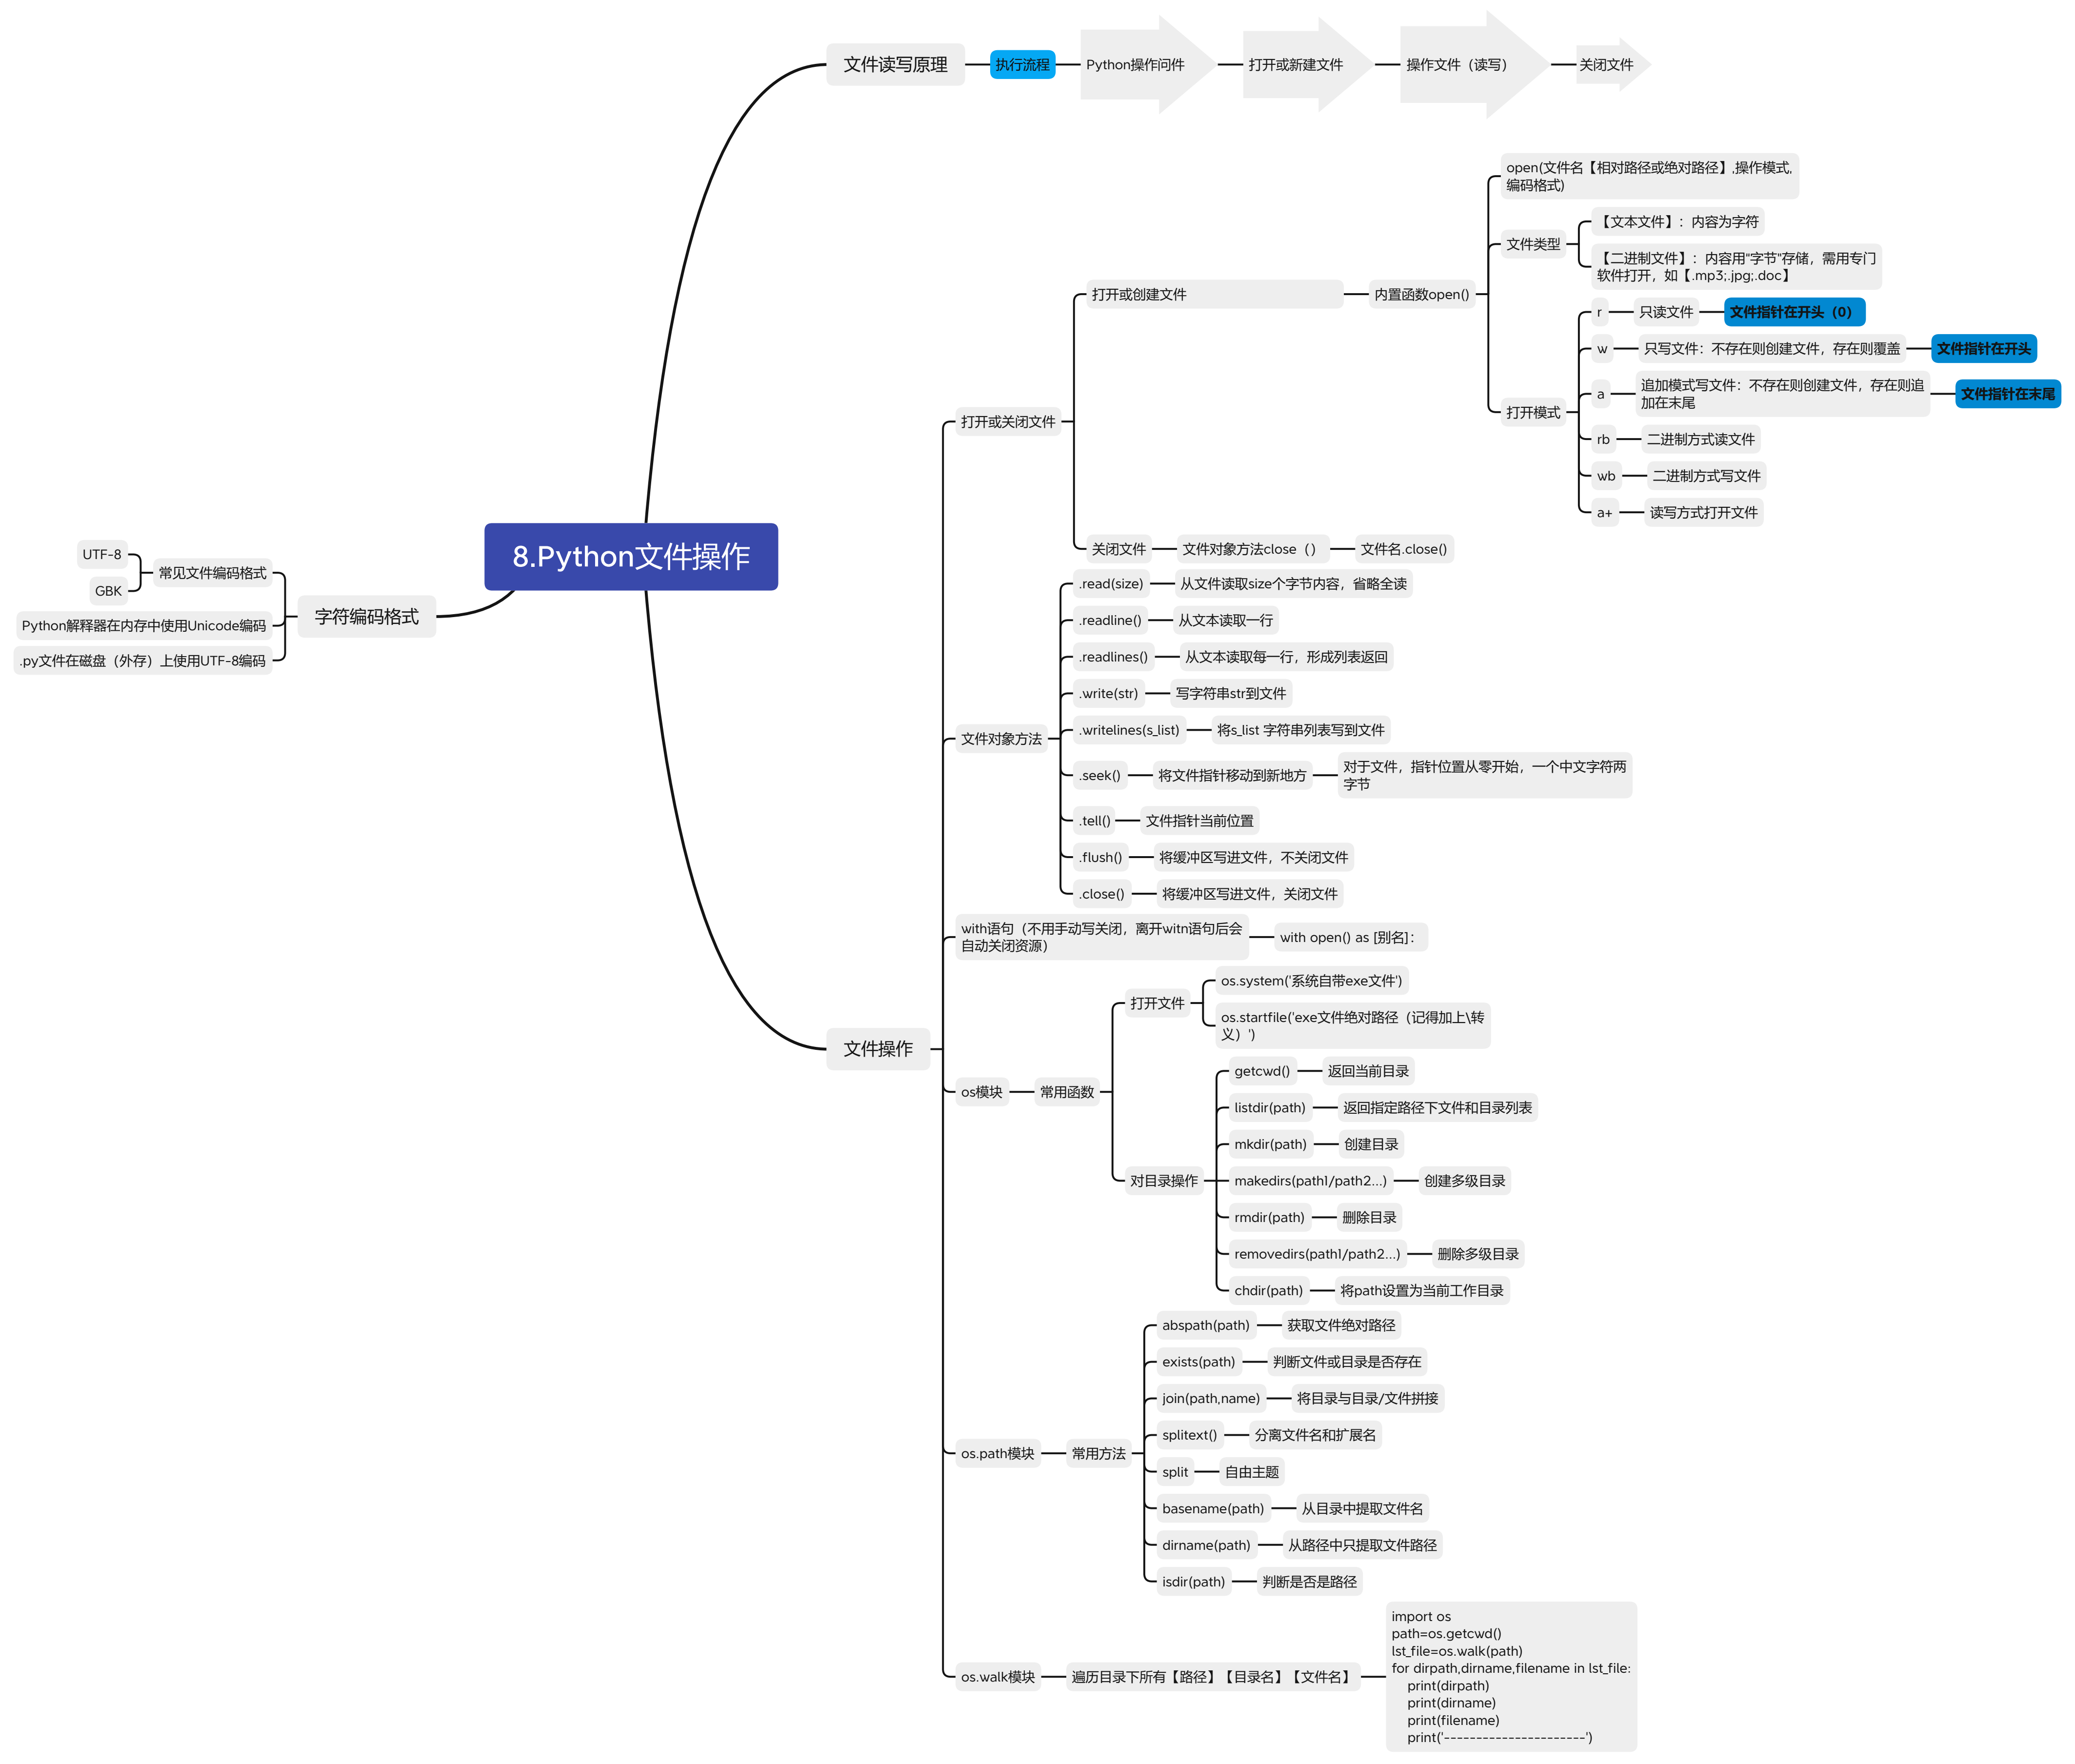 8.Python文件操作
文件读写原理
执行流程
Python操作问件
打开或新建文件
操作文件（读写）
关闭文件
文件操作
打开或关闭文件
打开或创建文件
内置函数open()
open(文件名【相对路径或绝对路径】,操作模式,
编码格式)
文件类型
【文本文件】：内容为字符
【二进制文件】：内容用"字节"存储，需用专门
软件打开，如【.mp3;.jpg;.doc】
打开模式
r
只读文件
文件指针在开头（0）
w
只写文件：不存在则创建文件，存在则覆盖
文件指针在开头
a
追加模式写文件：不存在则创建文件，存在则追
加在末尾
文件指针在末尾
rb
二进制方式读文件
wb
二进制方式写文件
a+
读写方式打开文件
关闭文件
文件对象方法close（）
文件名.close()
文件对象方法
.read(size)
从文件读取size个字节内容，省略全读
.readline()
从文本读取一行
.readlines()
从文本读取每一行，形成列表返回
.write(str)
写字符串str到文件
.writelines(s_list)
将s_list 字符串列表写到文件
.seek()
将文件指针移动到新地方
对于文件，指针位置从零开始，一个中文字符两
字节
.tell()
文件指针当前位置
.flush()
将缓冲区写进文件，不关闭文件
.close()
将缓冲区写进文件，关闭文件
with语句（不用手动写关闭，离开witn语句后会
自动关闭资源）
with open() as [别名]：
os模块
常用函数
打开文件
os.system('系统自带exe文件')
os.startfile('exe文件绝对路径（记得加上\转
义）')
对目录操作
getcwd()
返回当前目录
listdir(path)
返回指定路径下文件和目录列表
mkdir(path)
创建目录
makedirs(path1/path2...)
创建多级目录
rmdir(path)
删除目录
removedirs(path1/path2...)
删除多级目录
chdir(path)
将path设置为当前工作目录
os.path模块
常用方法
abspath(path)
获取文件绝对路径
exists(path)
判断文件或目录是否存在
join(path,name)
将目录与目录/文件拼接
splitext()
分离文件名和扩展名
split
自由主题
basename(path)
从目录中提取文件名
dirname(path)
从路径中只提取文件路径
isdir(path)
判断是否是路径
os.walk模块
遍历目录下所有【路径】【目录名】【文件名】
import os
path=os.getcwd()
lst_file=os.walk(path)
for dirpath,dirname,filename in lst_file:
    print(dirpath)
    print(dirname)
    print(filename)
    print('----------------------')
字符编码格式
常见文件编码格式
UTF-8
GBK
Python解释器在内存中使用Unicode编码
.py文件在磁盘（外存）上使用UTF-8编码